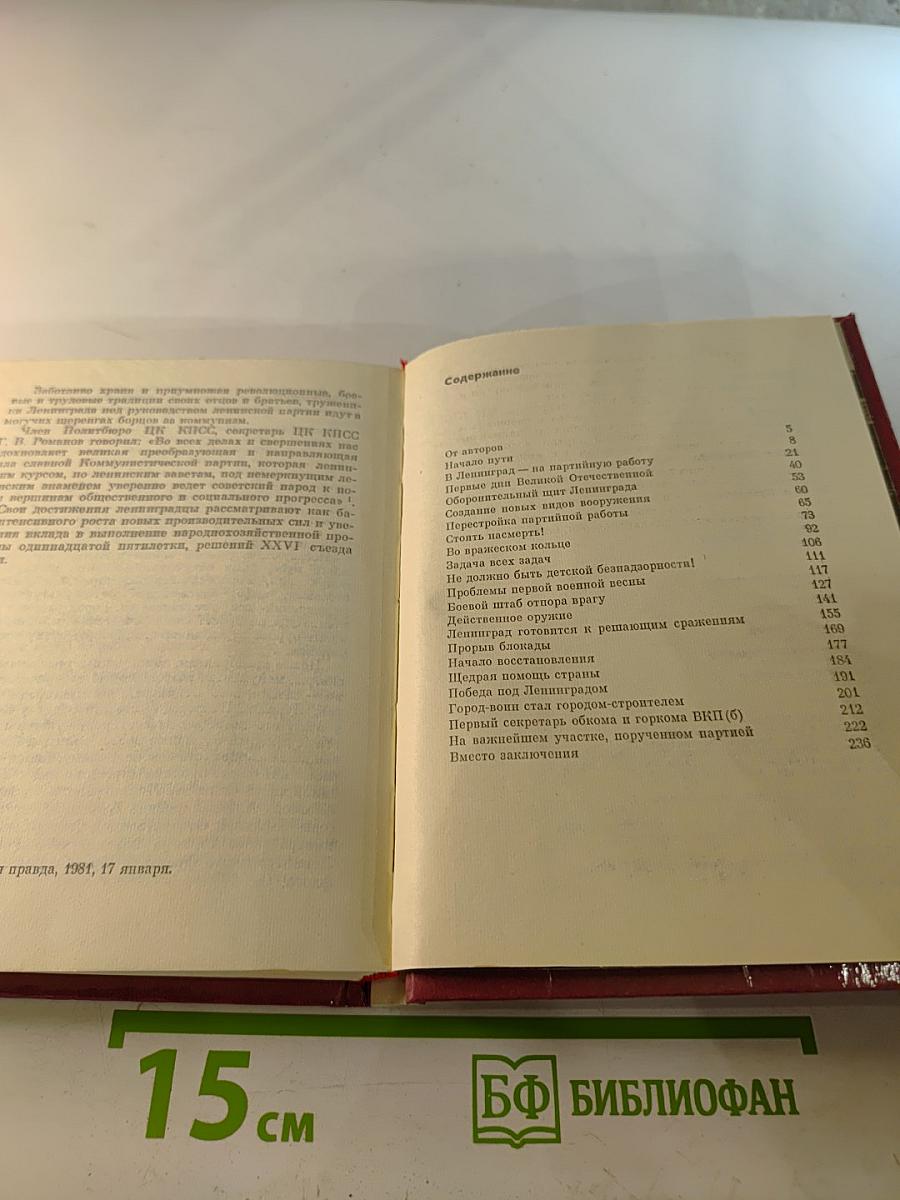 Заботливо храня и приумножая революционные, бое-
вые и трудовые традиции своих отцов и братьев, тружени-
ки Ленинграда под руководством ленинской партии идут в
могучих шеренгах борцов за коммунизм.
Член Политбюро ЦК КПСС, секретарь ЦК КПСС
Г. В. Романов говорил: «Во всех делах и свершениях нас
дохновляет великая преобразующая и направляющая
ила славной Коммунистической партии, которая ленин-
им курсом, по ленинским заветам, под немеркнущим ле-
нским знаменем уверенно ведет советский народ к но-
вершинам общественного и социального прогресса» ¹.
Свои достижения ленинградцы рассматривают как ба-
нтенсивного роста новых производительных сил и уве-
ния вклада в выполнение народнохозяйственной про-
ы одиннадцатой пятилетки, решений XXVI съезда
я правда, 1981, 17 января.
Содержание
От авторов 5
Начало пути 8
В Ленинград — на партийную работу 21
Первые дни Великой Отечественной 40
Оборонительный щит Ленинграда 53
Создание новых видов вооружения 60
Перестройка партийной работы 65
Стоять насмерть! 73
Во вражеском кольце 92
Задача всех задач 106
Не должно быть детской безнадзорности! 111
Проблемы первой военной весны 117
Боевой штаб отпора врагу 127
Действенное оружие 141
Ленинград готовится к решающим сражениям 155
Прорыв блокады 169
Начало восстановления 177
Щедрая помощь страны 184
Победа под Ленинградом 191
Город-воин стал городом-строителем 201
Первый секретарь обкома и горкома ВКП(б) 212
На важнейшем участке, порученном партией 222
Вместо заключения 236
15 см
БФ БИБЛИОФАН